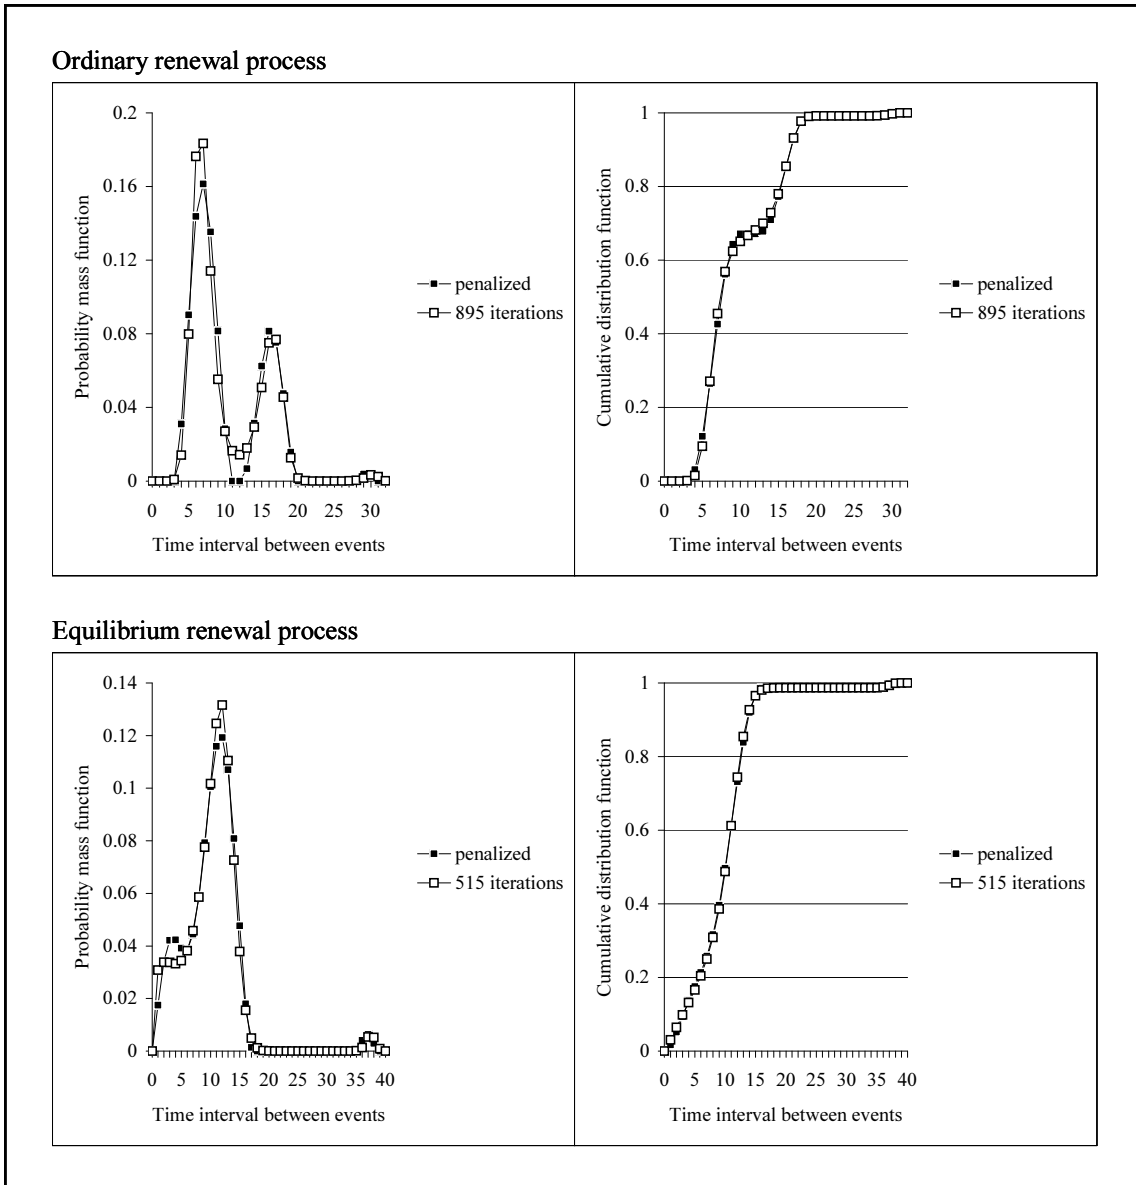 Ordinary renewal process
0.2
0.16
0.12
0.08
0.04
0
Probability mass function
0 5 10 15 20 25 30
Time interval between events
penalized
895 iterations
1
0.8
0.6
0.4
0.2
0
Cumulative distribution function
0 5 10 15 20 25 30
Time interval between events
penalized
895 iterations
Equilibrium renewal process
0.14
0.12
0.1
0.08
0.06
0.04
0.02
0
Probability mass function
0 5 10 15 20 25 30 35 40
Time interval between events
penalized
515 iterations
1
0.8
0.6
0.4
0.2
0
Cumulative distribution function
0 5 10 15 20 25 30 35 40
Time interval between events
penalized
515 iterations